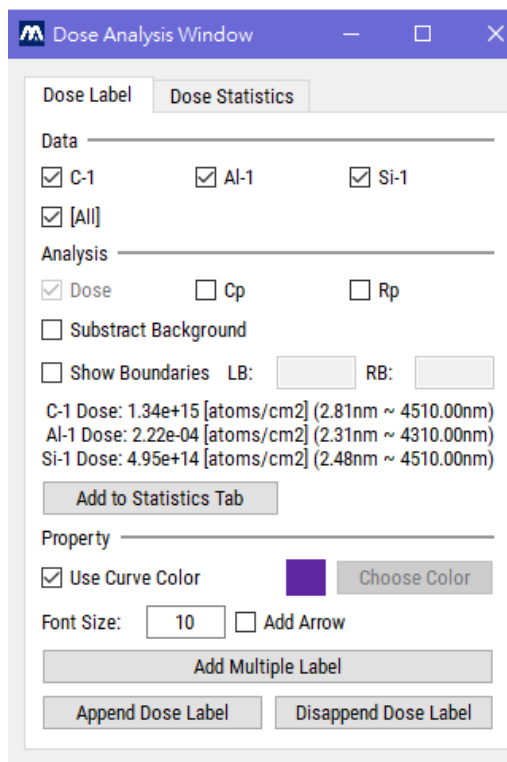 Dose Analysis Window
Dose Label Dose Statistics
Data
C-1 Al-1 Si-1
[All]
Analysis
Dose Cp Rp
Substract Background
Show Boundaries LB: RB:
C-1 Dose: 1.34e+15 [atoms/cm2] (2.81nm ~ 4510.00nm)
Al-1 Dose: 2.22e-04 [atoms/cm2] (2.31nm ~ 4310.00nm)
Si-1 Dose: 4.95e+14 [atoms/cm2] (2.48nm ~ 4510.00nm)
Add to Statistics Tab
Property
Use Curve Color Choose Color
Font Size: 10 Add Arrow
Add Multiple Label
Append Dose Label Disappend Dose Label